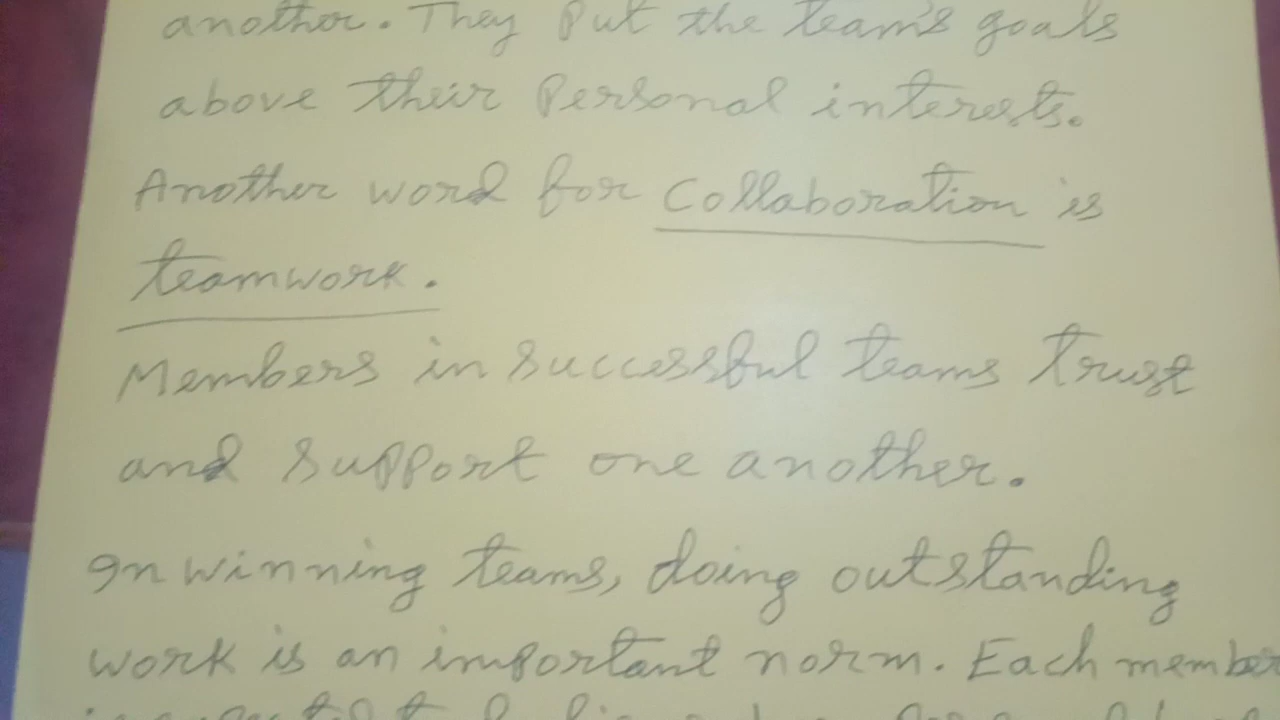 another. They put the team's goals
above their personal interests.
Another word for Collaboration is
teamwork.
Members in successful teams trust
and support one another.
In winning teams, doing outstanding
work is an important norm. Each member